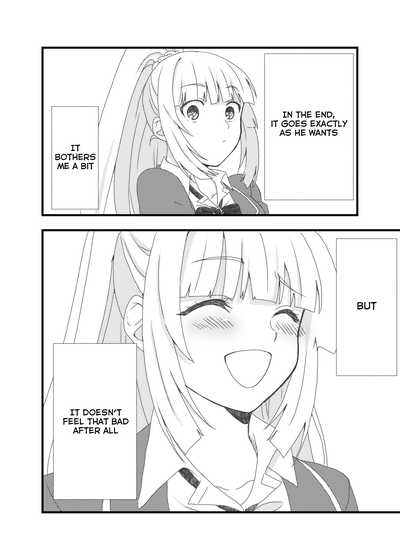 IN THE END,
IT GOES EXACTLY
AS HE WANTS
IT
BOTHERS
ME A BIT
BUT
IT DOESN'T
FEEL THAT BAD
AFTER ALL